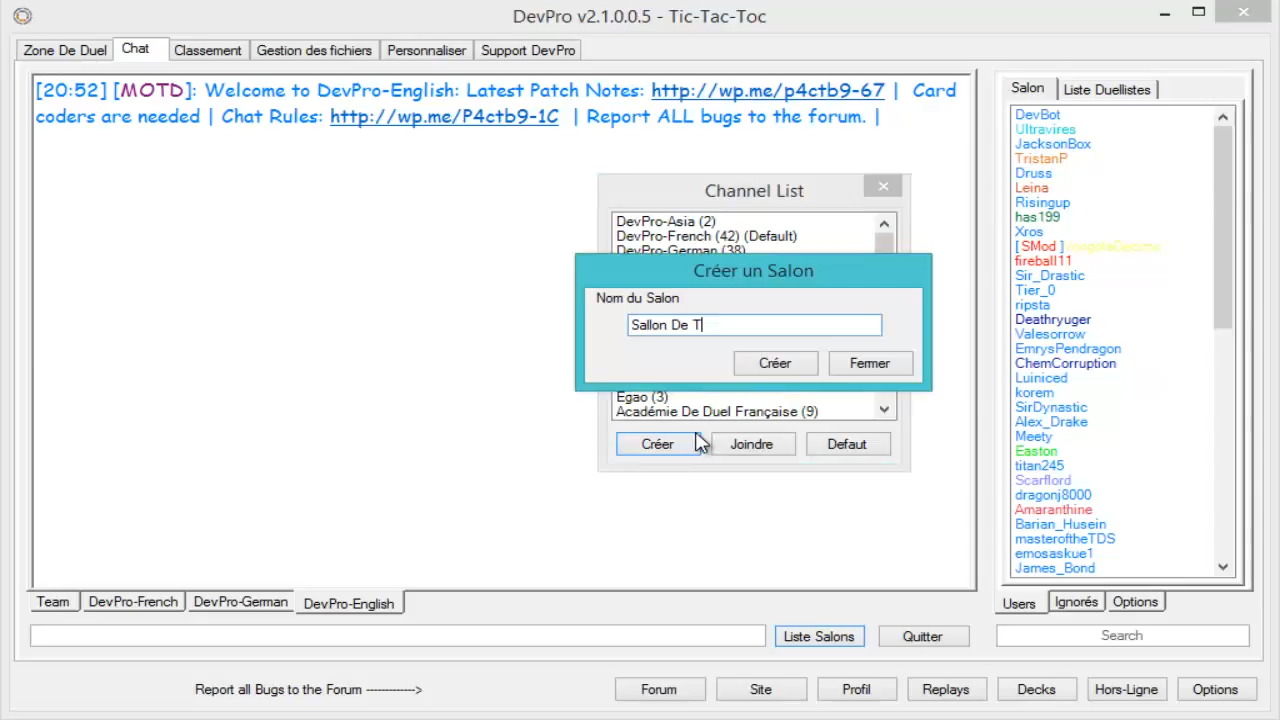 DevPro v2.1.0.0.5 - Tic-Tac-Toc
Zone De Duel
Chat
Classement
Gestion des fichiers
Personnaliser
Support DevPro
[20:52] [MOTD]: Welcome to DevPro-English: Latest Patch Notes: http://wp.me/p4ctb9-67 | Card
coders are needed | Chat Rules: http://wp.me/P4ctb9-1C | Report ALL bugs to the forum. |
Channel List
DevPro-Asia (2)
DevPro-French (42) (Default)
DevPro-German (38)
Créer un Salon
Nom du Salon
Sallon De T
Créer
Fermer
Egao (3)
Académie De Duel Française (9)
Créer
Joindre
Defaut
Salon
Liste Duellistes
DevBot
Ultravires
JacksonBox
TristanP
Druss
Leina
Risingup
has199
Xros
[SMod]
fireball11
Sir_Drastic
Tier_0
ripsta
Deathryuger
Valesorrow
EmrysPendragon
ChemCorruption
Luiniced
korem
SirDynastic
Alex_Drake
Meety
Easton
titan245
Scarflord
dragonj8000
Amaranthine
Barian_Husein
masteroftheTDS
emosaskue1
James_Bond
Team
DevPro-French
DevPro-German
DevPro-English
Users
Ignorés
Options
Liste Salons
Quitter
Search
Report all Bugs to the Forum ------------->
Forum
Site
Profil
Replays
Decks
Hors-Ligne
Options